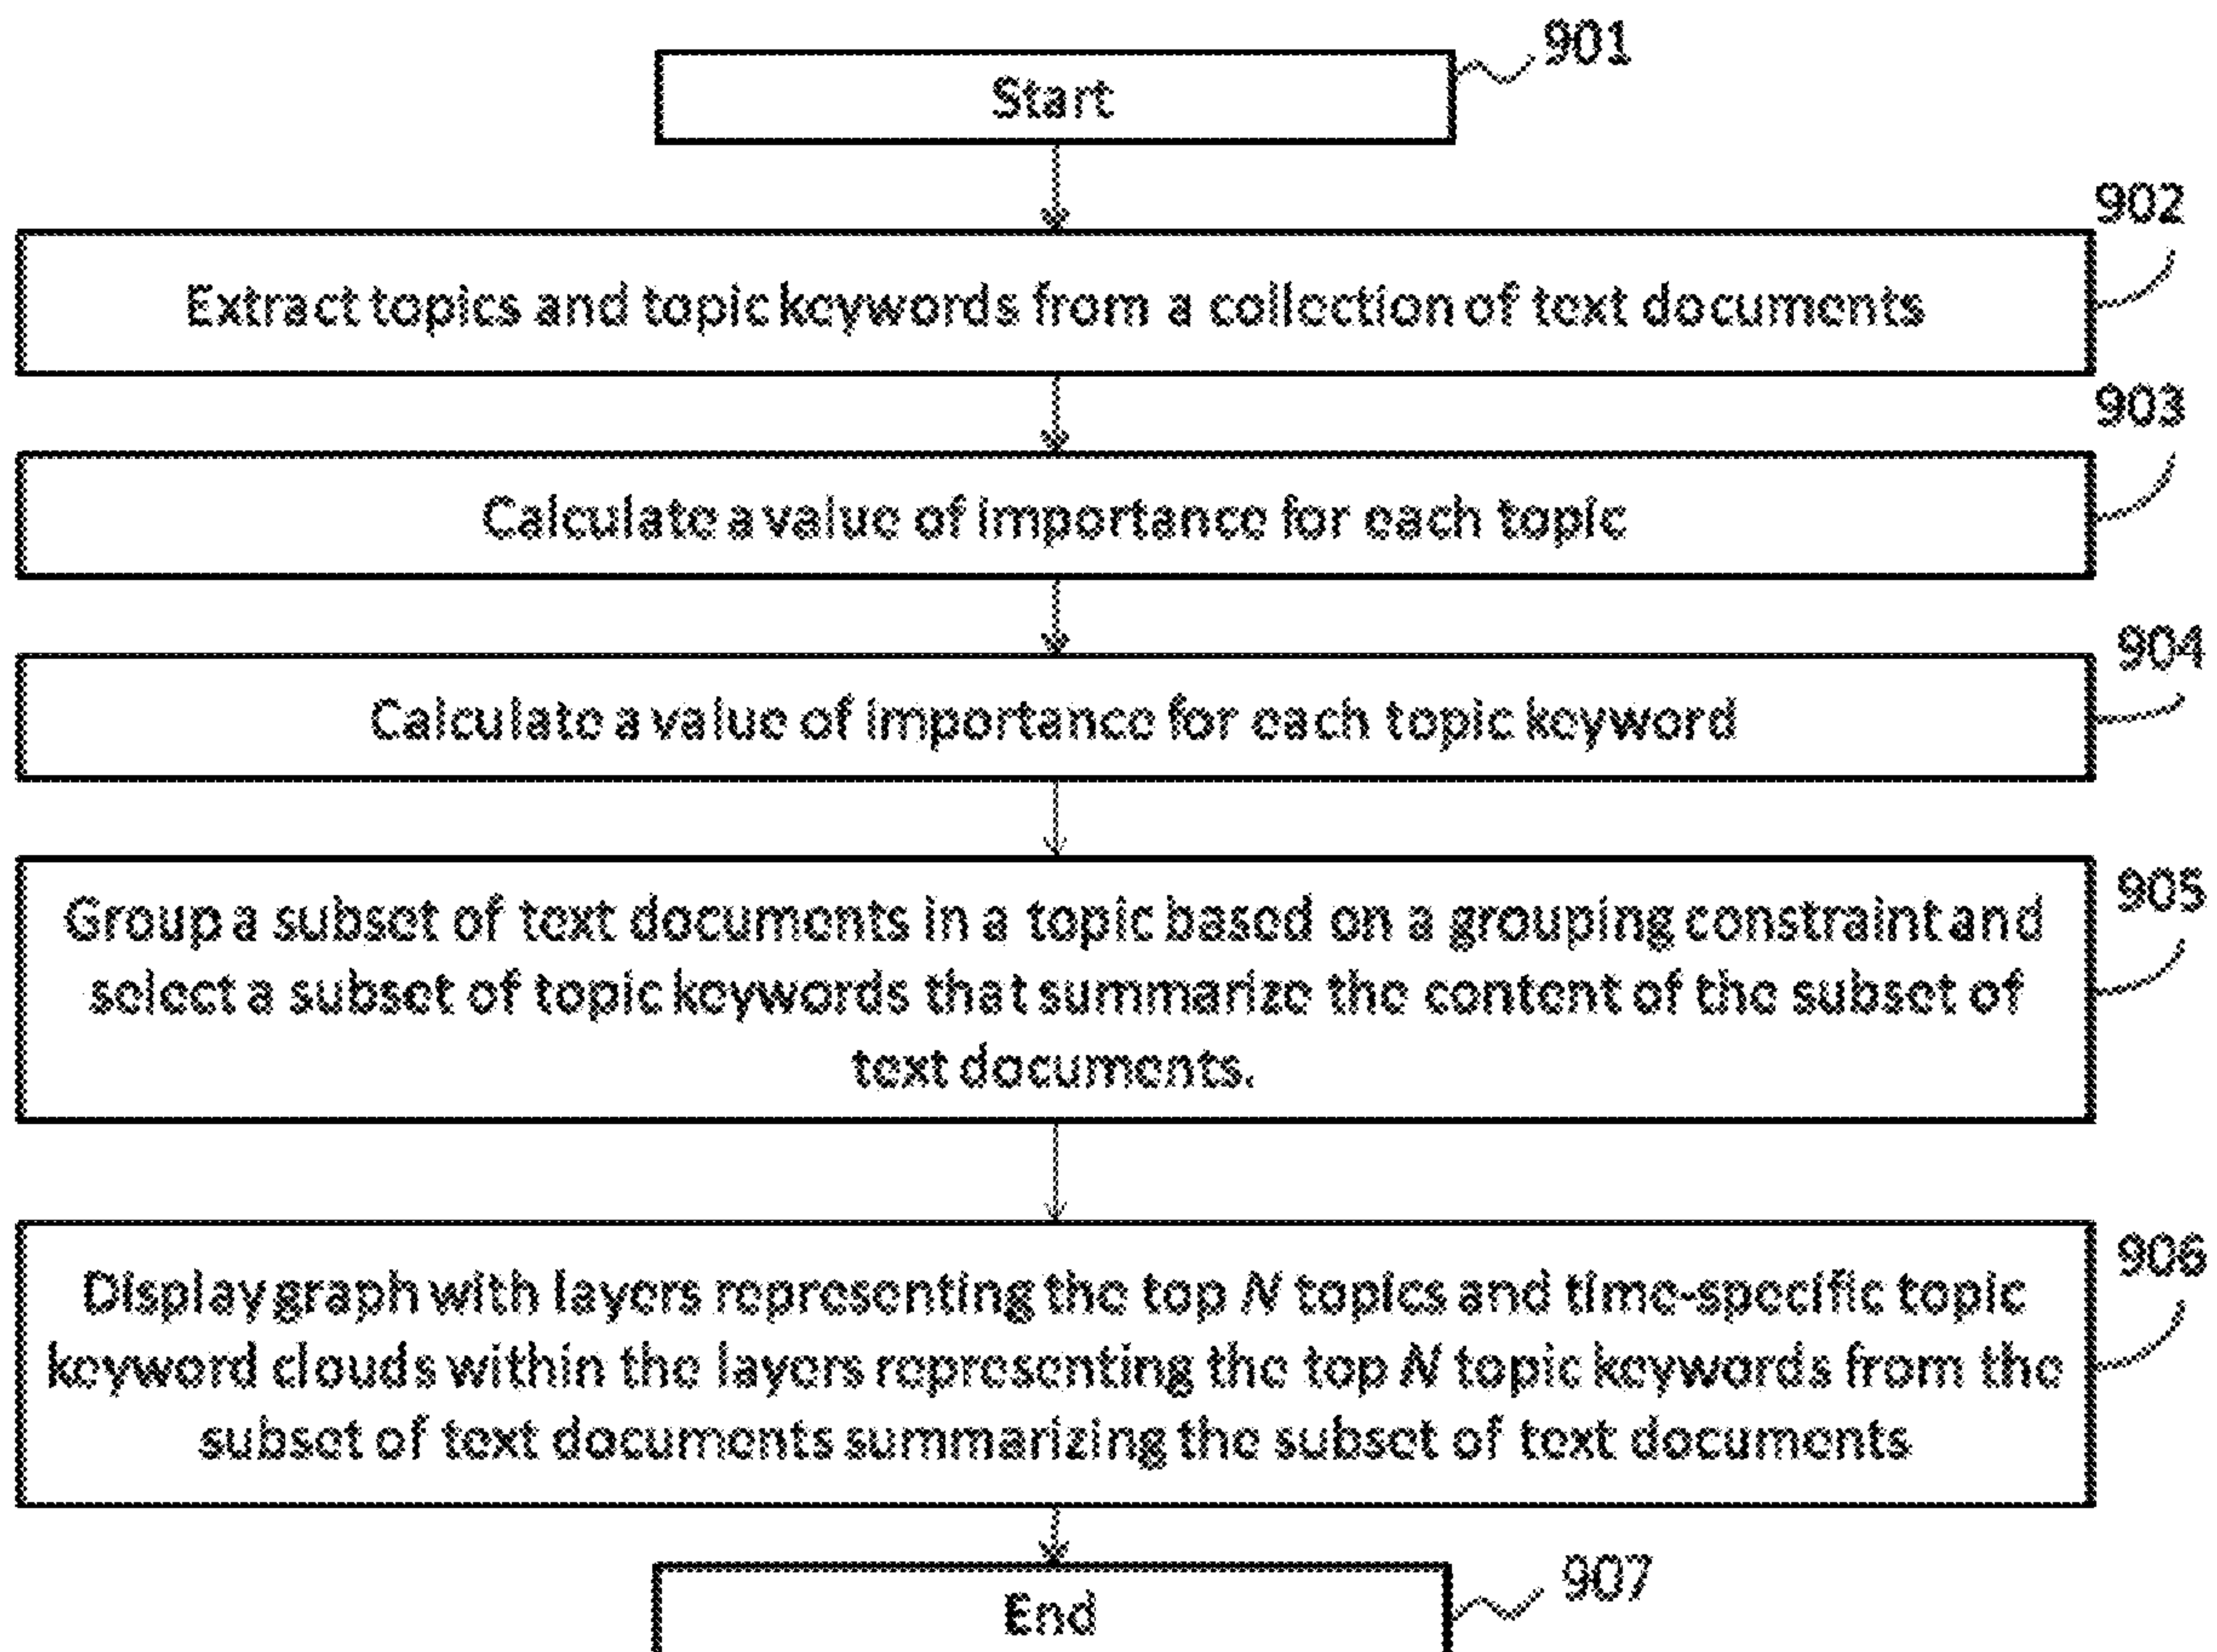 901
Start
902
Extract topics and topic keywords from a collection of text documents
903
Calculate a value of importance for each topic
904
Calculate a value of importance for each topic keyword
905
Group a subset of text documents in a topic based on a grouping constraint and
select a subset of topic keywords that summarize the content of the subset of
text documents.
906
Display graph with layers representing the top N topics and time-specific topic
keyword clouds within the layers representing the top N topic keywords from the
subset of text documents summarizing the subset of text documents
907
End